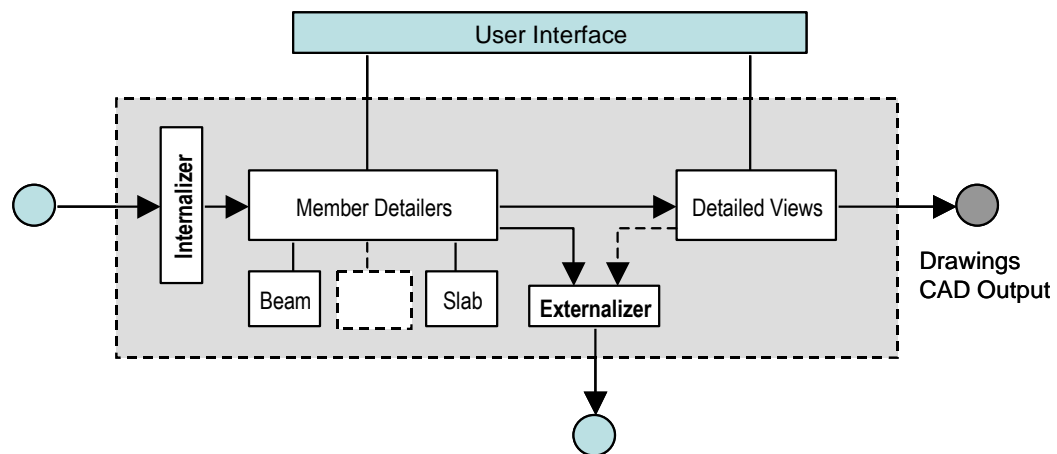 User Interface
Internalizer
Member Detailers
Detailed Views
Beam
Slab
Externalizer
Drawings
CAD Output